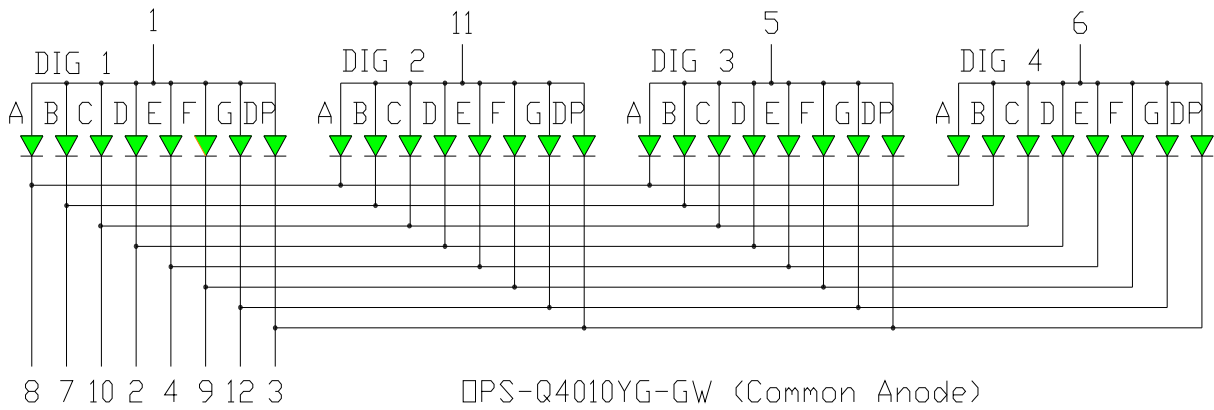 1 11 5 6
DIG 1 DIG 2 DIG 3 DIG 4
A B C D E F G DP A B C D E F G DP A B C D E F G DP A B C D E F G DP
8 7 10 2 4 9 12 3
OPS-Q4010YG-GW (Common Anode)